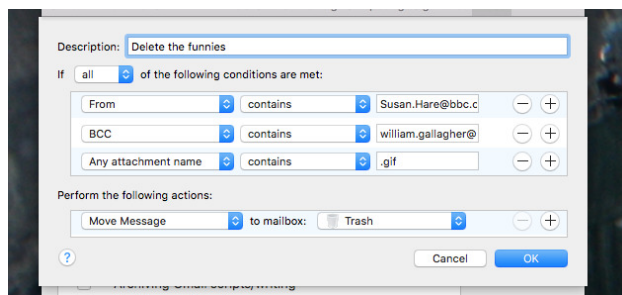 Description: Delete the funnies
If all of the following conditions are met:
From contains Susan.Hare@bbc.c
BCC contains william.gallagher@
Any attachment name contains .gif
Perform the following actions:
Move Message to mailbox: Trash
? Cancel OK